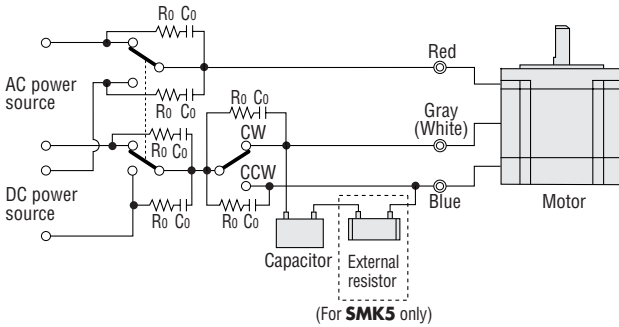 R0 C0
Red
AC power
source
R0 C0
R0 C0
Gray
(White)
R0 C0
CW
DC power
source
CCW
R0 C0
R0 C0
Blue
Motor
Capacitor
External
resistor
(For SMK5 only)